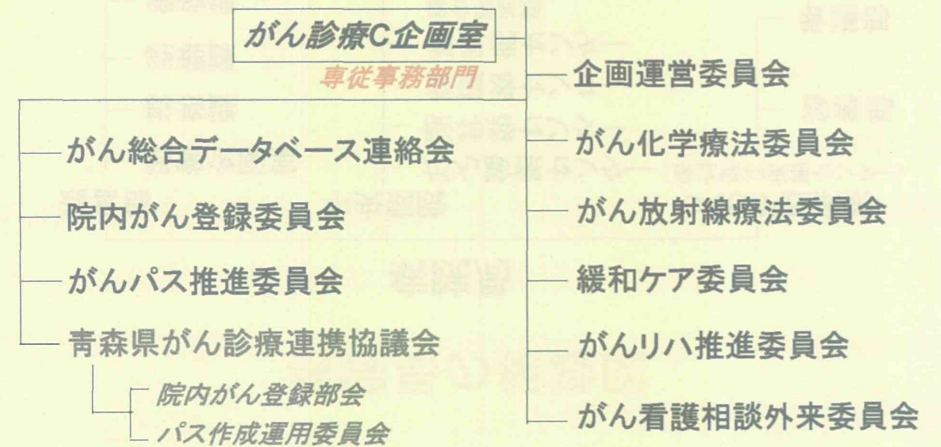 がん診療C企画室
専従事務部門
企画運営委員会
がん化学療法委員会
がん放射線療法委員会
緩和ケア委員会
がんリハ推進委員会
がん看護相談外来委員会
がん総合データベース連絡会
院内がん登録委員会
がんパス推進委員会
青森県がん診療連携協議会
院内がん登録部会
パス作成運用委員会